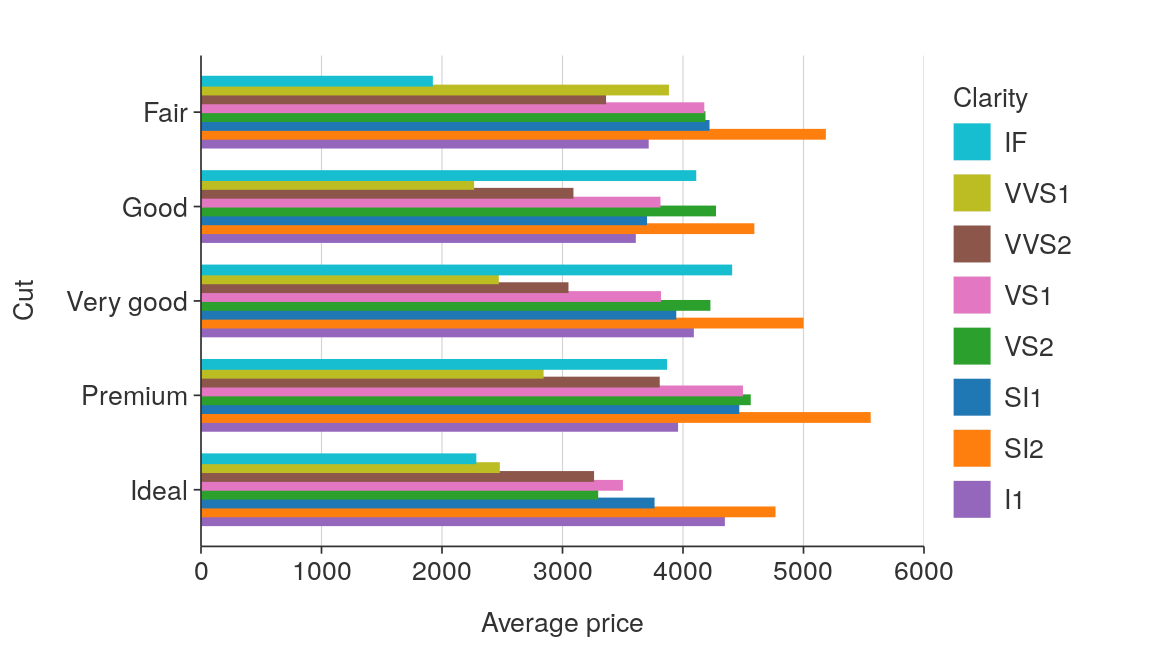 Clarity
IF
VVS1
VVS2
VS1
VS2
SI1
SI2
I1
Cut
Fair
Good
Very good
Premium
Ideal
0 1000 2000 3000 4000 5000 6000
Average price